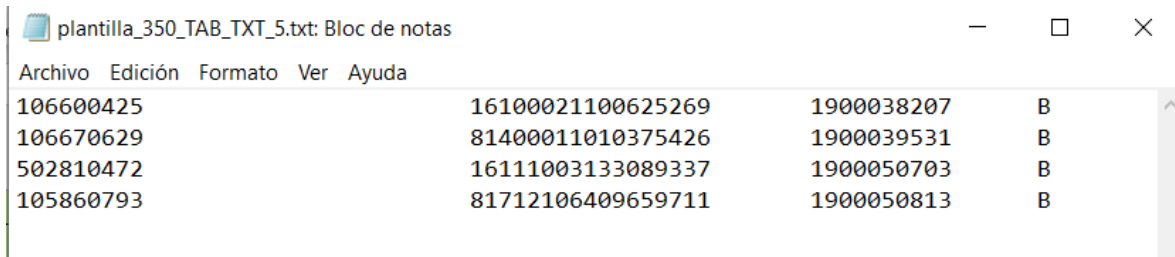 plantilla_350_TAB_TXT_5.txt: Bloc de notas
Archivo Edición Formato Ver Ayuda
106600425 16100021100625269 1900038207 B
106670629 81400011010375426 1900039531 B
502810472 16111003133089337 1900050703 B
105860793 81712106409659711 1900050813 B